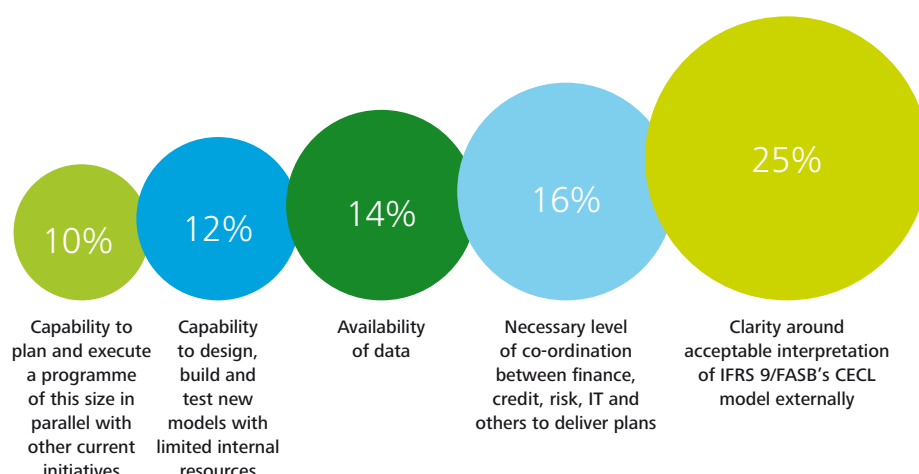 10%
12%
14%
16%
25%
Capability to
plan and execute
a programme
of this size in
parallel with
other current
initiatives
Capability
to design,
build and
test new
models with
limited internal
resources
Availability
of data
Necessary level
of co-ordination
between finance,
credit, risk, IT and
others to deliver plans
Clarity around
acceptable interpretation
of IFRS 9/FASB's CECL
model externally